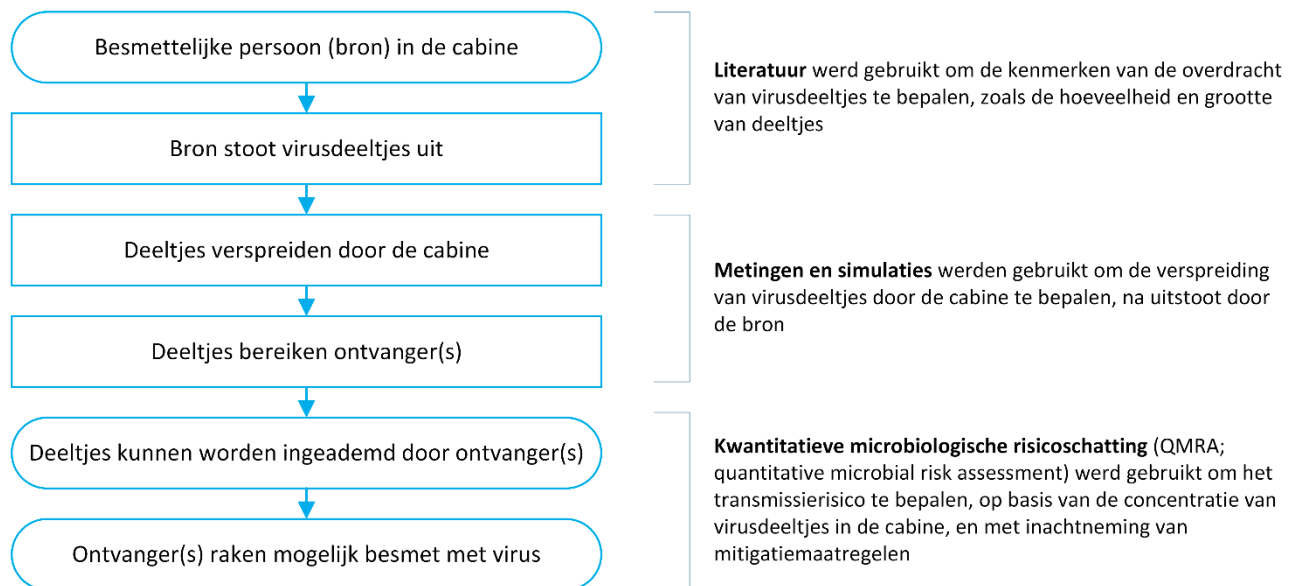 Besmettelijke persoon (bron) in de cabine
Bron stoot virusdeeltjes uit
Literatuur werd gebruikt om de kenmerken van de overdracht
van virusdeeltjes te bepalen, zoals de hoeveelheid en grootte
van deeltjes
Deeltjes verspreiden door de cabine
Deeltjes bereiken ontvanger(s)
Metingen en simulaties werden gebruikt om de verspreiding
van virusdeeltjes door de cabine te bepalen, na uitstoot door
de bron
Deeltjes kunnen worden ingeademd door ontvanger(s)
Ontvanger(s) raken mogelijk besmet met virus
Kwantitatieve microbiologische risicoschatting (QMRA;
quantitative microbial risk assessment) werd gebruikt om het
transmissierisico te bepalen, op basis van de concentratie van
virusdeeltjes in de cabine, en met inachtneming van
mitigatiemaatregelen